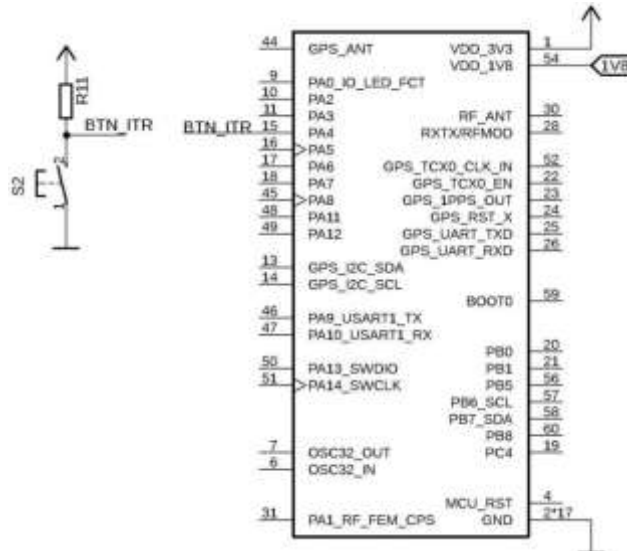 R11
BTN_ITR
2
S2
1
BTN_ITR
44 GPS_ANT
9 PA0_IO_LED_FCT
10 PA2
11 PA3
15 PA4
16 PA5
17 PA6
18 PA7
45 PA8
48 PA11
49 PA12
13 GPS_I2C_SDA
14 GPS_I2C_SCL
46 PA9_USART1_TX
47 PA10_USART1_RX
50 PA13_SWDIO
51 PA14_SWCLK
7 OSC32_OUT
6 OSC32_IN
31 PA1_RF_FEM_CPS
VDD_3V3 1
VDD_1V8 54
1V8
RF_ANT 30
RXTX/RFMOD 28
GPS_TCX0_CLK_IN 52
GPS_TCX0_EN 22
GPS_1PPS_OUT 23
GPS_RST_X 24
GPS_UART_TXD 25
GPS_UART_RXD 26
BOOT0 59
PB0 20
PB1 21
PB5 56
PB6_SCL 57
PB7_SDA 58
PB8 60
PC4 19
MCU_RST 4
GND 2*17